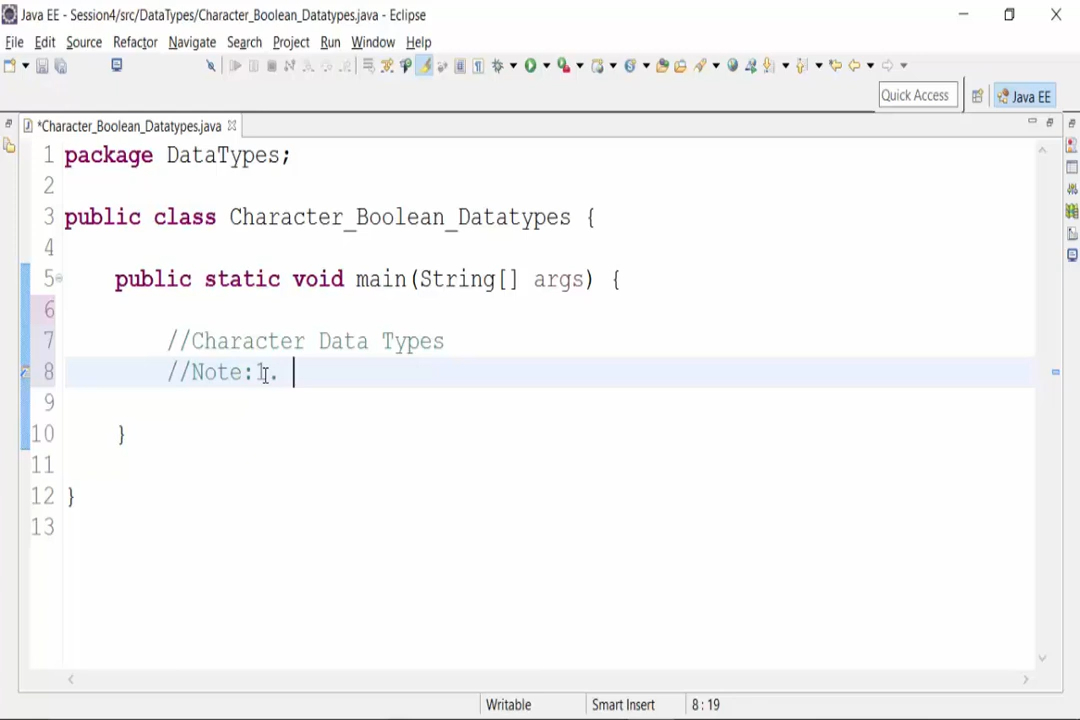 Java EE - Session4/src/DataTypes/Character_Boolean_Datatypes.java - Eclipse
File Edit Source Refactor Navigate Search Project Run Window Help
Quick Access Java EE
*Character_Boolean_Datatypes.java
1 package DataTypes;
2
3 public class Character_Boolean_Datatypes {
4
5 public static void main(String[] args) {
6
7 //Character Data Types
8 //Note:1.
9
10 }
11
12 }
13
Writable Smart Insert 8 : 19